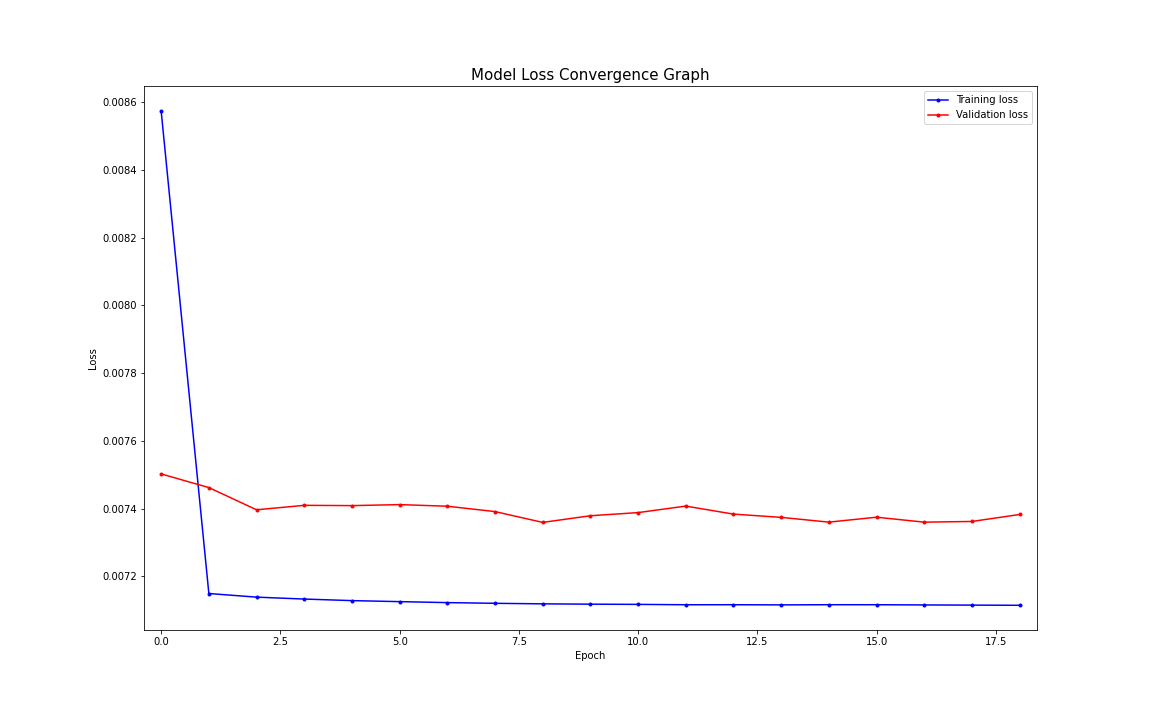 Model Loss Convergence Graph
Training loss
Validation loss
0.0086
0.0084
0.0082
0.0080
0.0078
0.0076
0.0074
0.0072
Loss
0.0 2.5 5.0 7.5 10.0 12.5 15.0 17.5
Epoch